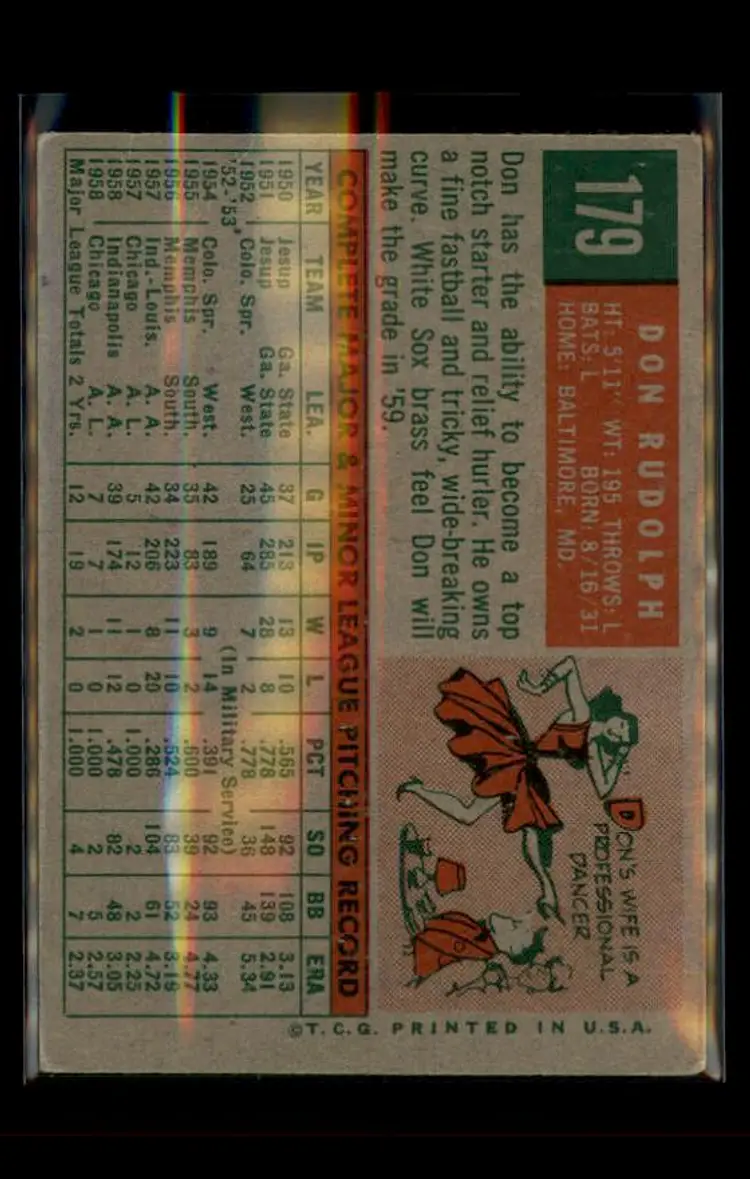 179
DON RUDOLPH
HT: 5'11" WT: 195 THROWS: L
BATS: L BORN: 8/16/31
HOME: BALTIMORE, MD.
Don has the ability to become a top
notch starter and relief hurler. He owns
a fine fastball and tricky, wide-breaking
curve. White Sox brass feel Don will
make the grade in '59.
DON'S WIFE IS A
PROFESSIONAL
DANCER
COMPLETE MAJOR & MINOR LEAGUE PITCHING RECORD
YEAR TEAM LEA. G IP W L PCT SO BB ERA
1950 Jesup Ga. State 37 213 13 10 .565 92 108 3.13
1951 Jesup Ga. State 45 285 28 8 .778 148 139 2.91
1952 Colo. Spr. West. 25 64 7 2 .778 36 45 5.34
'52-'53 (In Military Service)
1954 Colo. Spr. West. 42 189 9 14 .391 92 93 4.33
1955 Memphis South. 35 83 3 2 .600 39 24 4.77
1956 Memphis South. 34 223 11 10 .524 83 52 3.19
1957 Ind.-Louis. A. A. 42 206 8 20 .286 104 61 4.72
1957 Chicago A. L. 5 12 1 0 1.000 2 2 2.25
1958 Indianapolis A. A. 39 174 11 12 .478 82 48 3.05
1958 Chicago A. L. 7 7 1 0 1.000 2 5 2.57
Major League Totals 2 Yrs. 12 19 2 0 1.000 4 7 2.37
©T.C.G. PRINTED IN U.S.A.